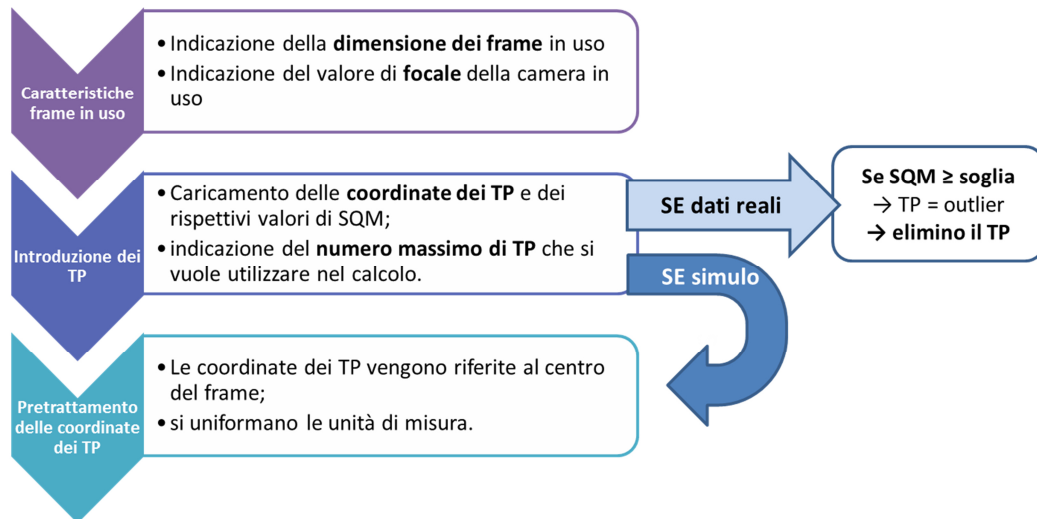 Caratteristiche
frame in uso
• Indicazione della dimensione dei frame in uso
• Indicazione del valore di focale della camera in
uso
Introduzione dei
TP
• Caricamento delle coordinate dei TP e dei
rispettivi valori di SQM;
• indicazione del numero massimo di TP che si
vuole utilizzare nel calcolo.
SE dati reali
Se SQM ≥ soglia
→ TP = outlier
→ elimino il TP
SE simulo
Pretrattamento
delle coordinate
dei TP
• Le coordinate dei TP vengono riferite al centro
del frame;
• si uniformano le unità di misura.